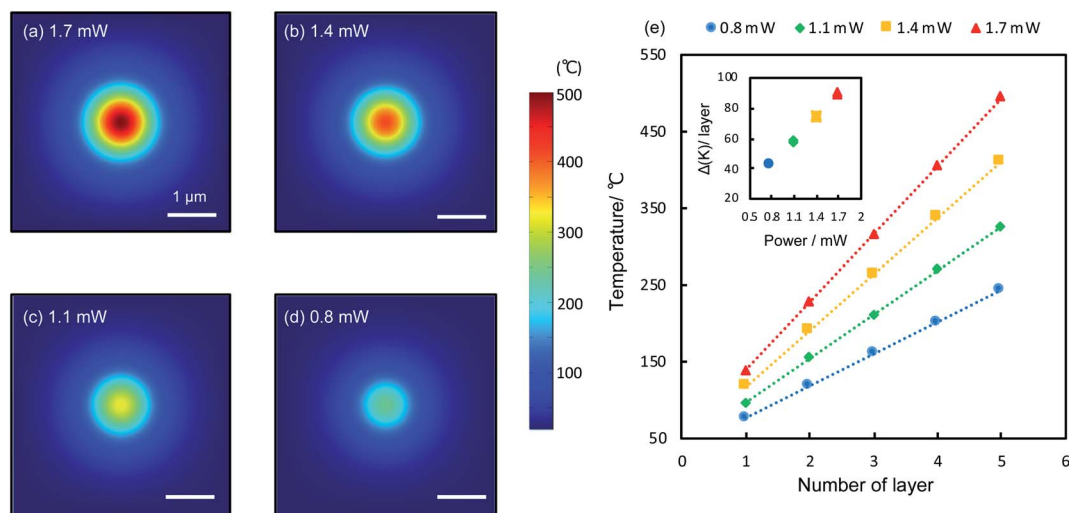 (a) 1.7 mW
1 µm
(b) 1.4 mW
(c) 1.1 mW
(d) 0.8 mW
(℃)
500
400
300
200
100
(e)
0.8 mW 1.1 mW 1.4 mW 1.7 mW
550
450
350
250
150
50
Temperature/ ℃
0 1 2 3 4 5 6
Number of layer
100
80
60
40
20
Δ(K)/ layer
0.5 0.8 1.1 1.4 1.7 2
Power / mW